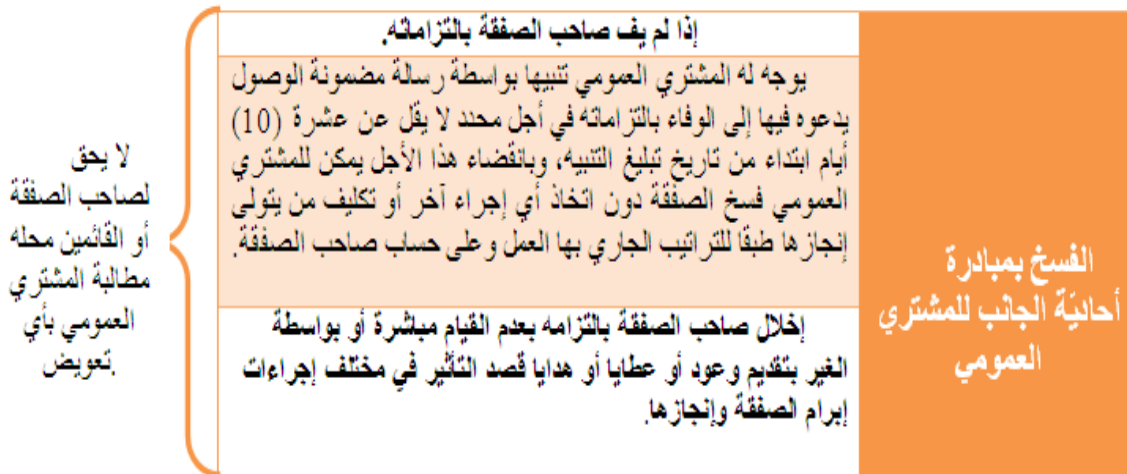 الفسخ بمبادرة
أحاديّة الجانب للمشتري
العمومي
إذا لم يف صاحب الصفقة بالتزاماته.
يوجه له المشتري العمومي تنبيها بواسطة رسالة مضمونة الوصول
يدعوه فيها إلى الوفاء بالتزاماته في أجل محدد لا يقل عن عشرة (10)
أيام ابتداء من تاريخ تبليغ التنبيه، وبانقضاء هذا الأجل يمكن للمشتري
العمومي فسخ الصفقة دون اتخاذ أي إجراء آخر أو تكليف من يتولى
إنجازها طبقا للتراتيب الجاري بها العمل وعلى حساب صاحب الصفقة.
إخلال صاحب الصفقة بالتزامه بعدم القيام مباشرة أو بواسطة
الغير بتقديم وعود أو عطايا أو هدايا قصد التأثير في مختلف إجراءات
إبرام الصفقة وإنجازها.
لا يحق
لصاحب الصفقة
أو القائمين محله
مطالبة المشتري
العمومي بأي
تعويض.